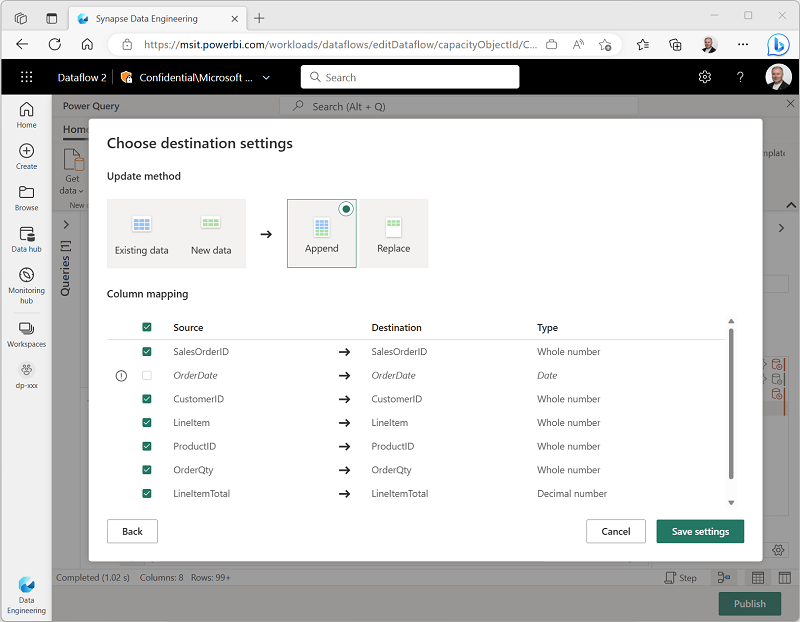 Synapse Data Engineering
https://msit.powerbi.com/workloads/dataflows/editDataflow/capacityObjectId/C...
Dataflow 2
Confidential\Microsoft ...
Search
Power Query
Search (Alt + Q)
Home
Create
Browse
Data hub
Monitoring
hub
Workspaces
dp-xxx
Data
Engineering
Get
data
New
Queries [1]
Choose destination settings
Update method
Existing data
New data
Append
Replace
Column mapping
Source Destination Type
SalesOrderID SalesOrderID Whole number
OrderDate OrderDate Date
CustomerID CustomerID Whole number
LineItem LineItem Whole number
ProductID ProductID Whole number
OrderQty OrderQty Whole number
LineItemTotal LineItemTotal Decimal number
Back
Cancel
Save settings
Completed (1.02 s) Columns: 8 Rows: 99+
Step
Publish